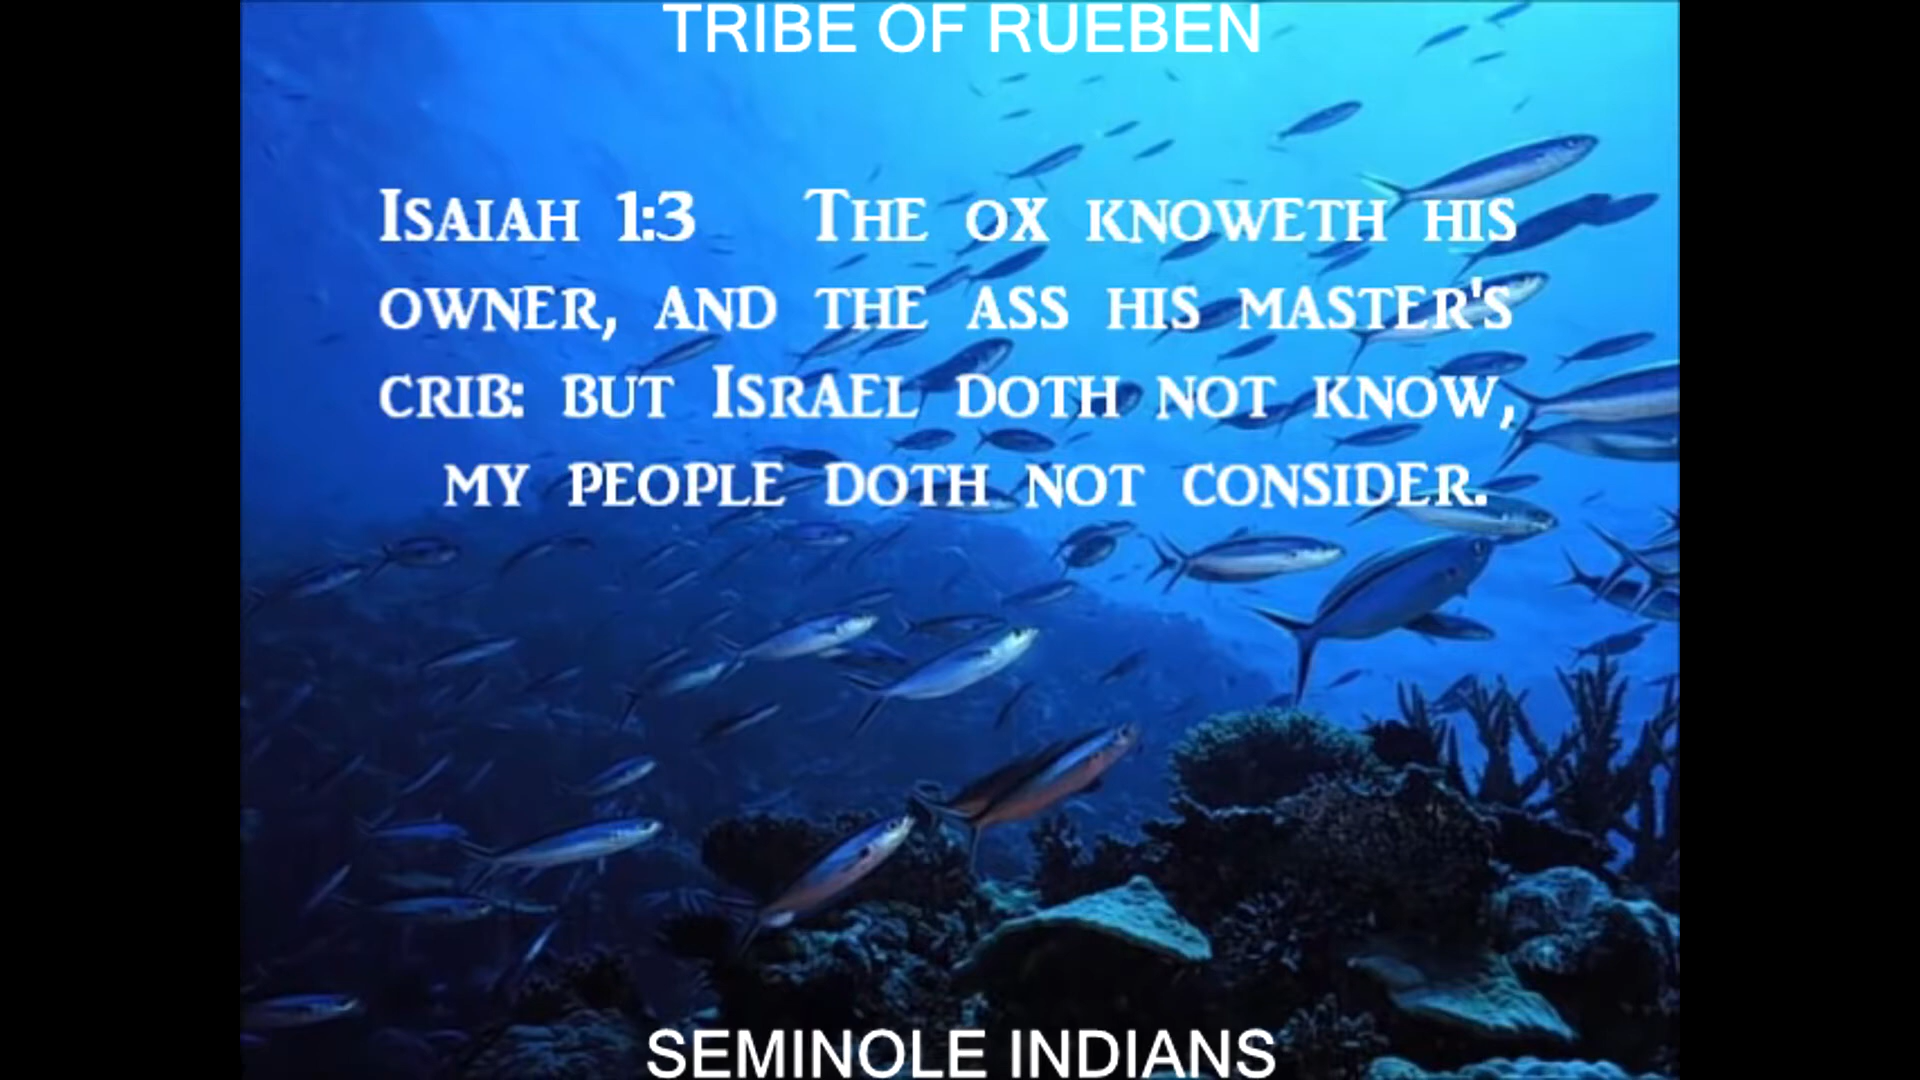 TRIBE OF RUEBEN
ISAIAH 1:3 THE OX KNOWETH HIS
OWNER, AND THE ASS HIS MASTER'S
CRIB: BUT ISRAEL DOTH NOT KNOW,
MY PEOPLE DOTH NOT CONSIDER.
SEMINOLE INDIANS